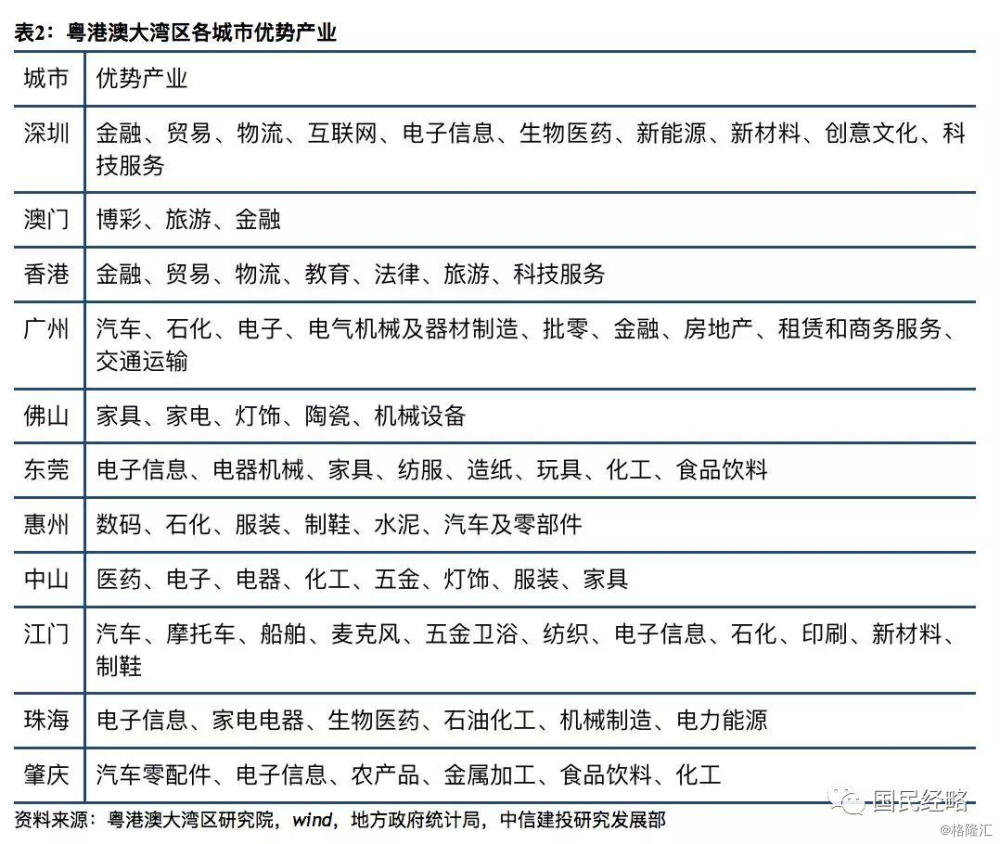 表2：粤港澳大湾区各城市优势产业
城市 优势产业
深圳 金融、贸易、物流、互联网、电子信息、生物医药、新能源、新材料、创意文化、科
技服务
澳门 博彩、旅游、金融
香港 金融、贸易、物流、教育、法律、旅游、科技服务
广州 汽车、石化、电子、电气机械及器材制造、批零、金融、房地产、租赁和商务服务、
交通运输
佛山 家具、家电、灯饰、陶瓷、机械设备
东莞 电子信息、电器机械、家具、纺服、造纸、玩具、化工、食品饮料
惠州 数码、石化、服装、制鞋、水泥、汽车及零部件
中山 医药、电子、电器、化工、五金、灯饰、服装、家具
江门 汽车、摩托车、船舶、麦克风、五金卫浴、纺织、电子信息、石化、印刷、新材料、
制鞋
珠海 电子信息、家电电器、生物医药、石油化工、机械制造、电力能源
肇庆 汽车零配件、电子信息、农产品、金属加工、食品饮料、化工
资料来源：粤港澳大湾区研究院，wind，地方政府统计局，中信建投研究发展部
国民经略
@格隆汇